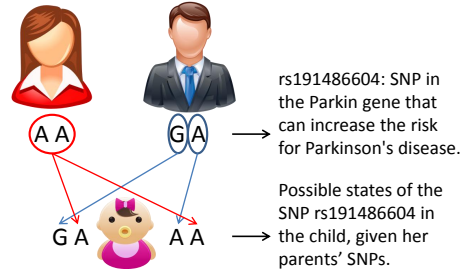 A A
G A
rs191486604: SNP in
the Parkin gene that
can increase the risk
for Parkinson's disease.
G A
A A
Possible states of the
SNP rs191486604 in
the child, given her
parents' SNPs.